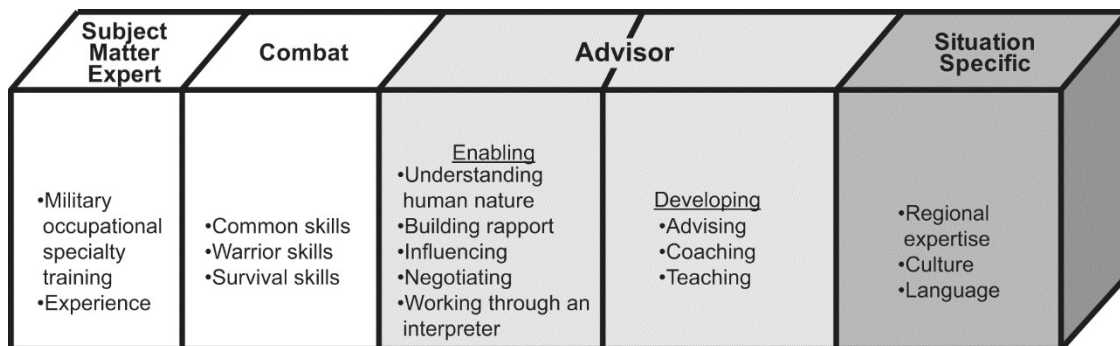 Subject
Matter
Expert
Combat
Advisor
Situation
Specific
•Military
occupational
specialty
training
•Experience
•Common skills
•Warrior skills
•Survival skills
Enabling
•Understanding
human nature
•Building rapport
•Influencing
•Negotiating
•Working through an
interpreter
Developing
•Advising
•Coaching
•Teaching
•Regional
expertise
•Culture
•Language